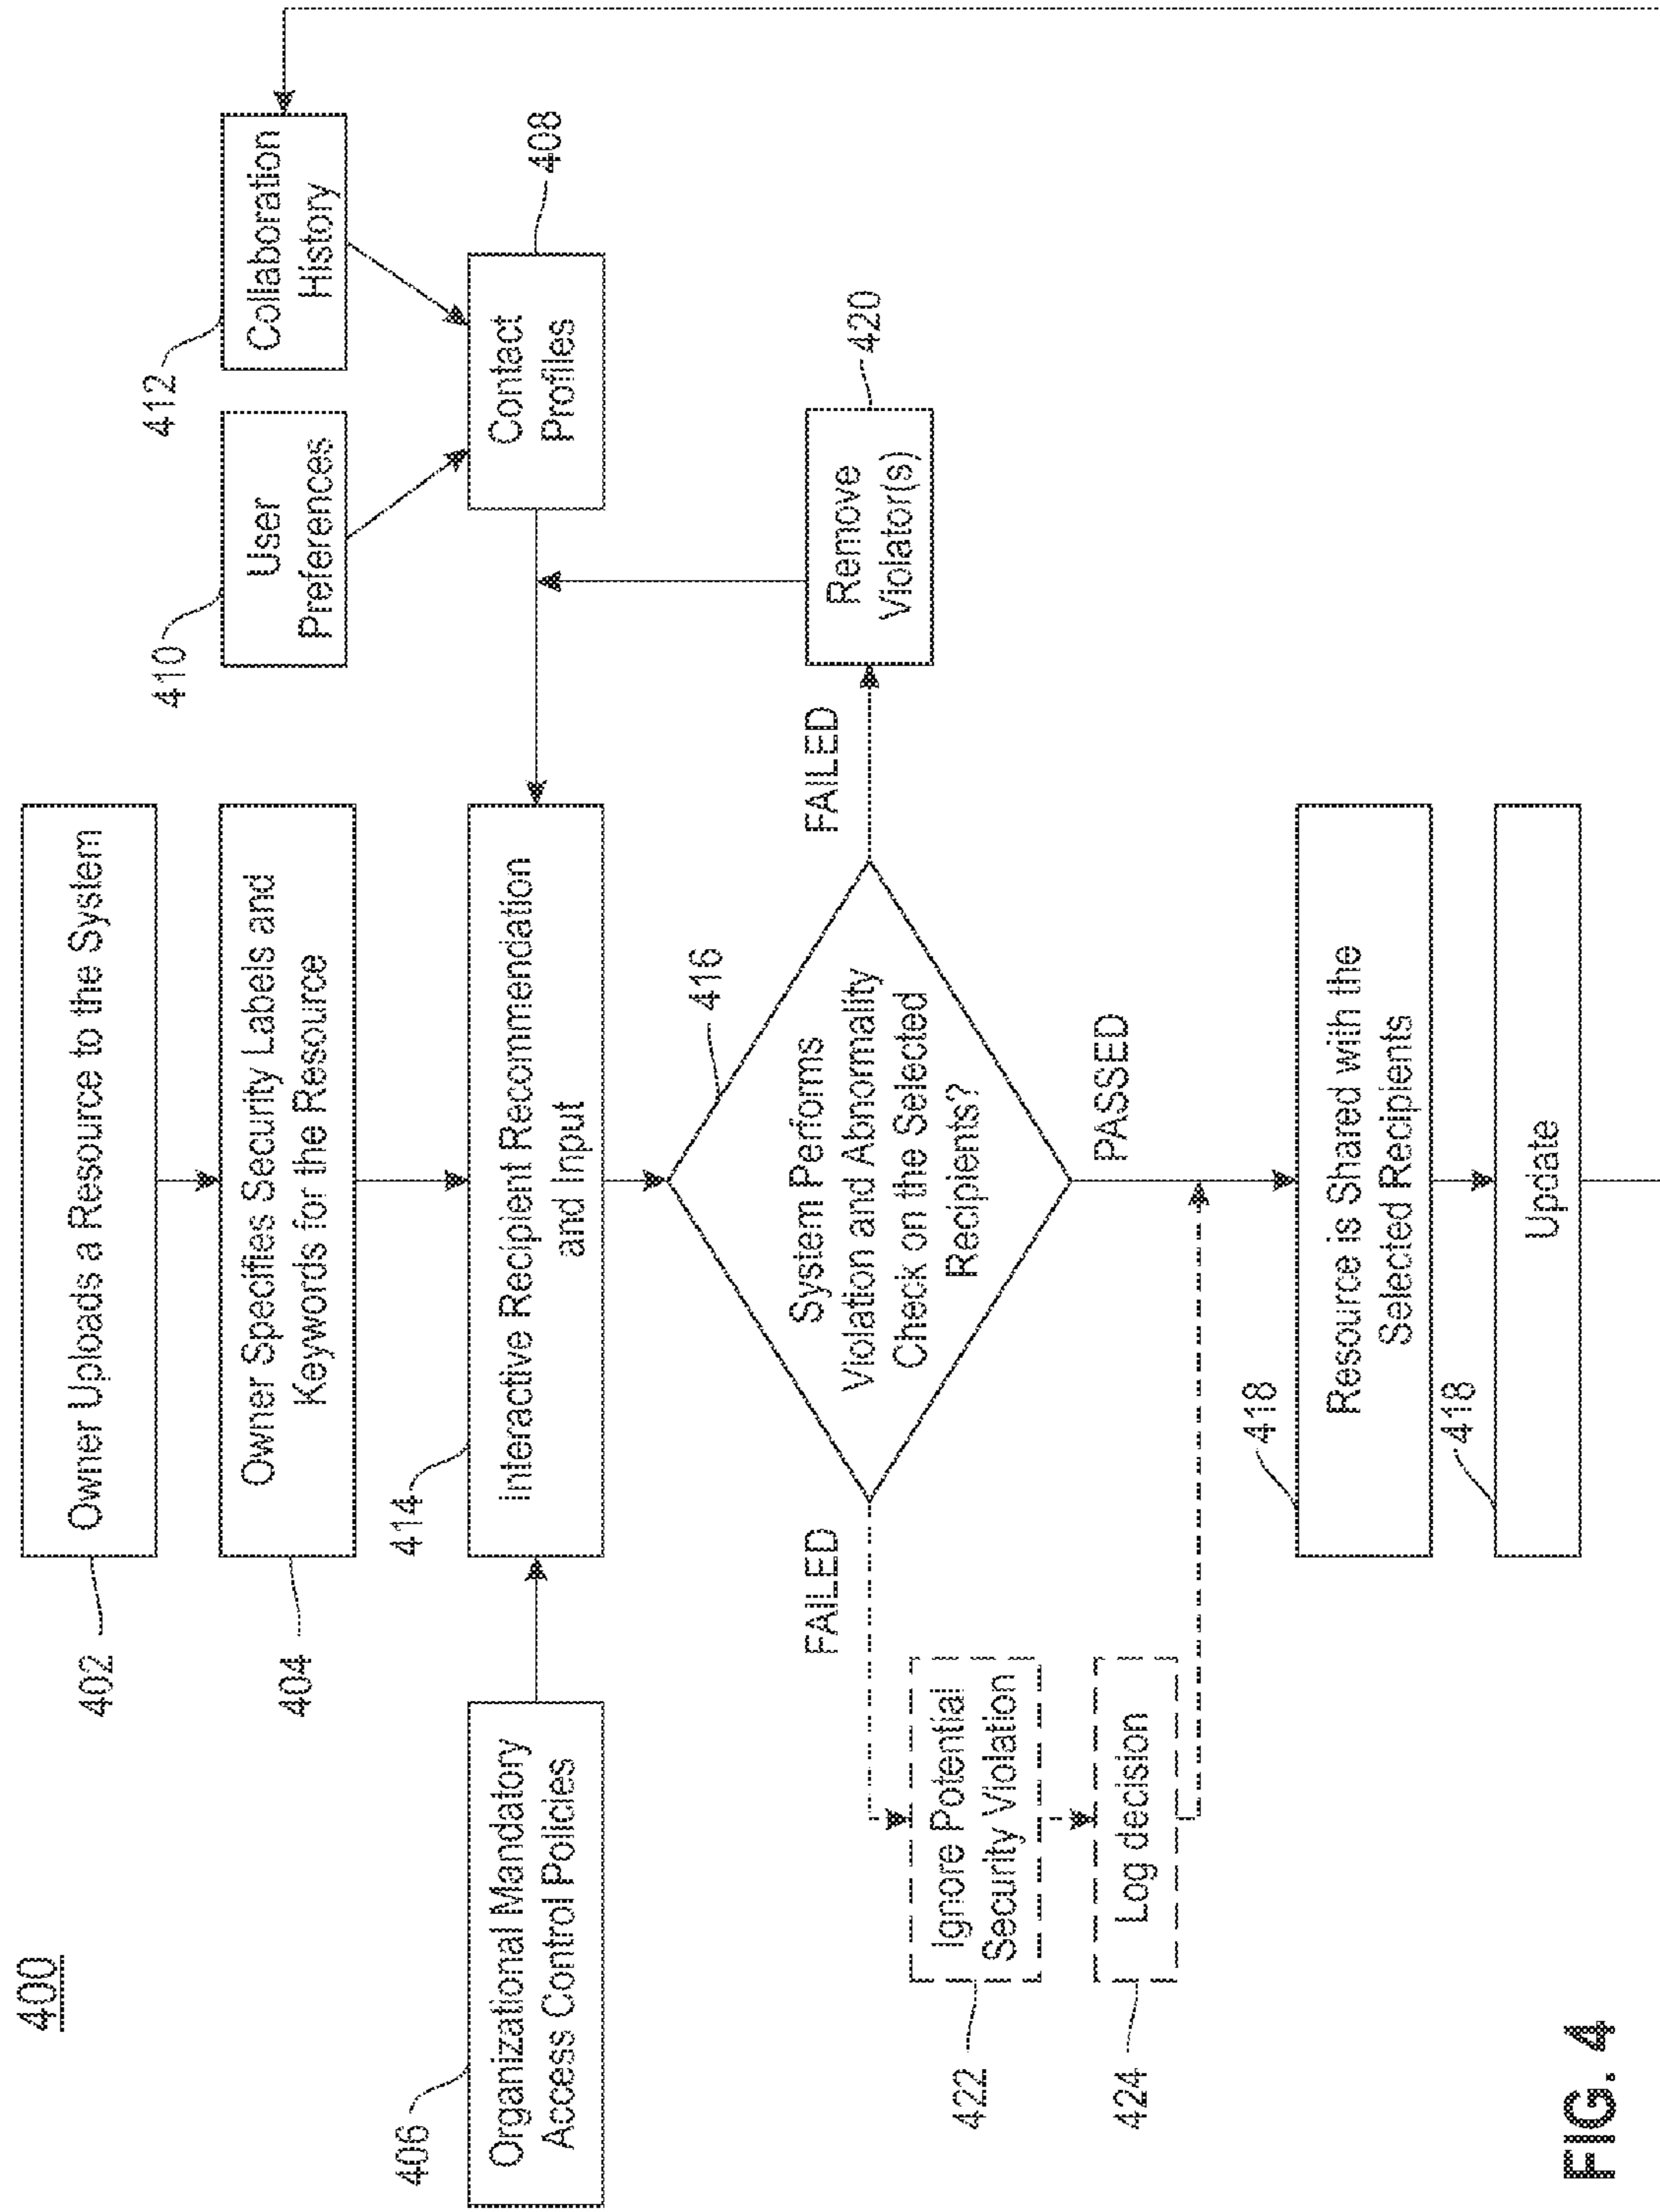 400
402
Owner Uploads a Resource to the System
404
Owner Specifies Security Labels and
Keywords for the Resource
410
User
Preferences
412
Collaboration
History
406
Organizational Mandatory
Access Control Policies
414
Interactive Recipient Recommendation
and Input
Contact
Profiles
408
416
System Performs
Violation and Abnormality
Check on the Selected
Recipients?
FAILED
FAILED
Remove
Violator(s)
420
422
Ignore Potential
Security Violation
424
Log decision
PASSED
418
Resource is Shared with the
Selected Recipients
418
Update
FIG. 4